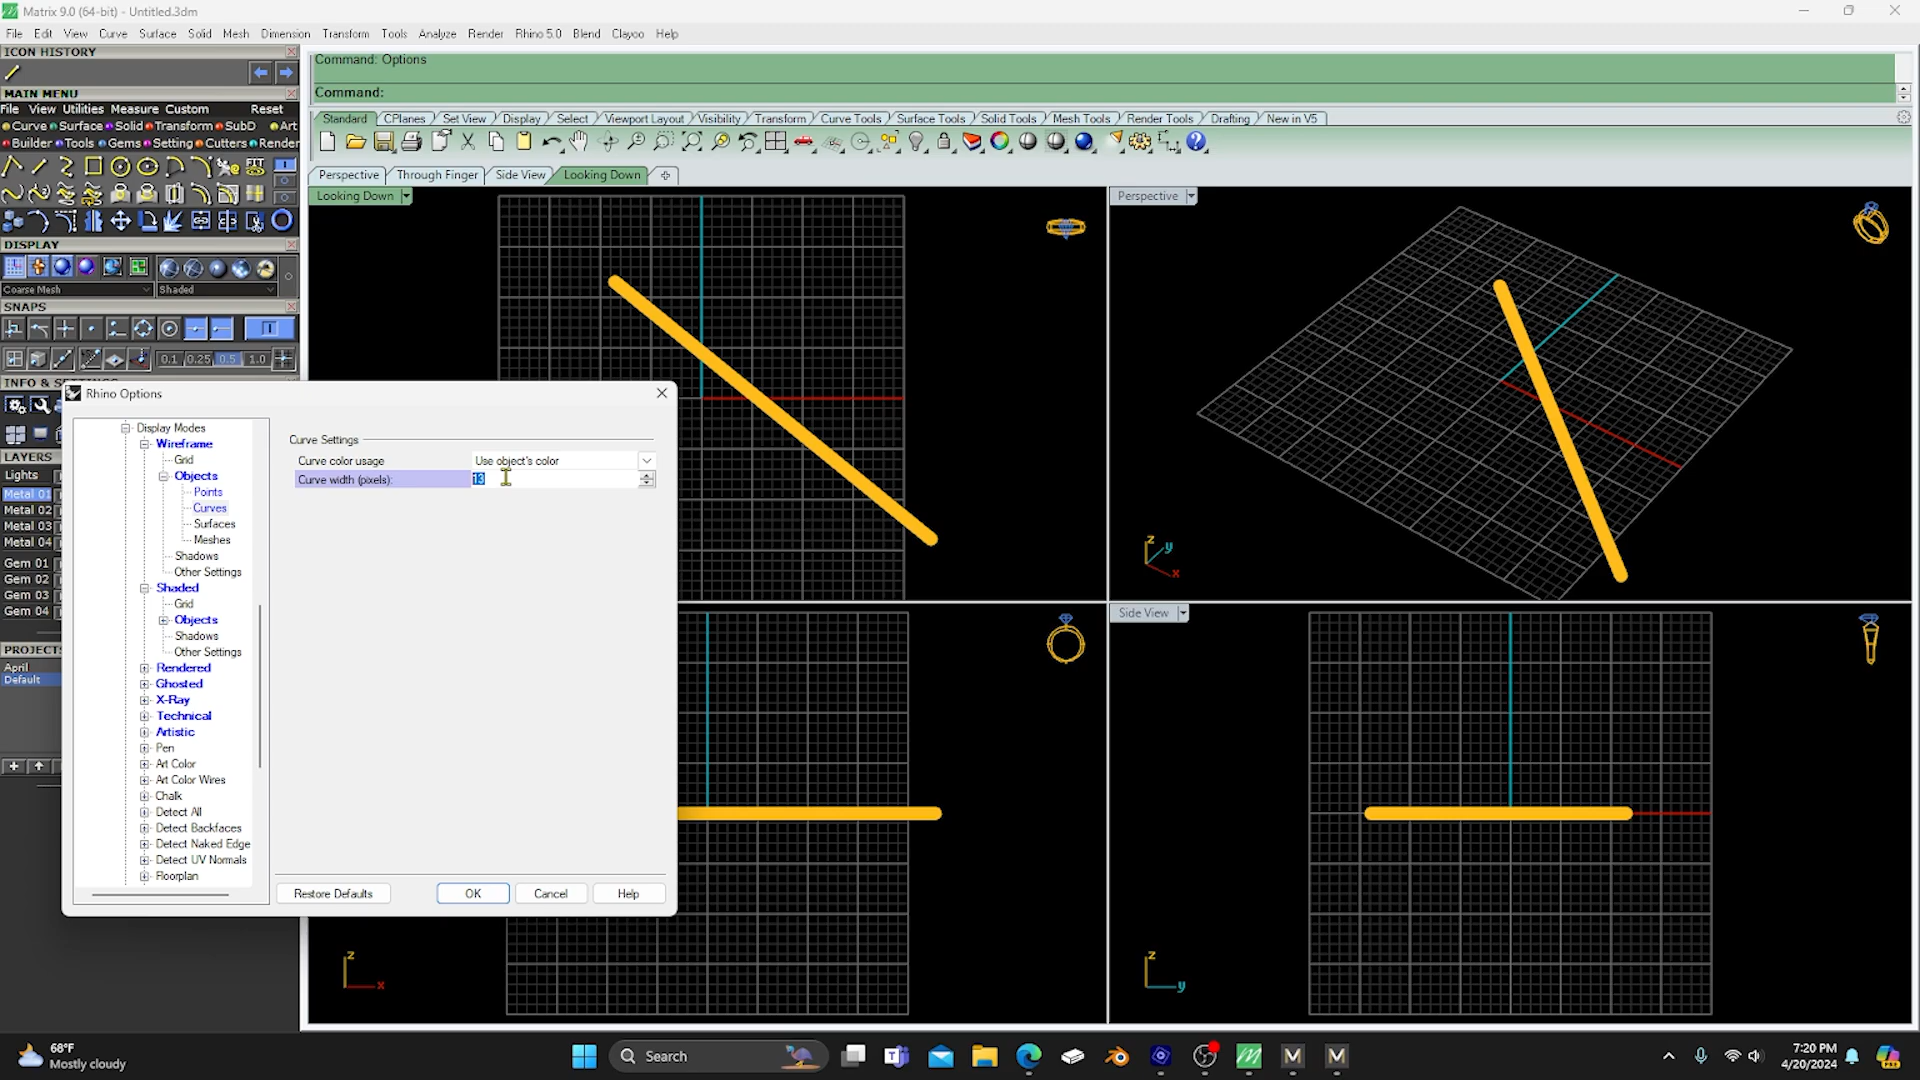 Matrix 9.0 (64-bit) - Untitled.3dm
File Edit View Curve Surface Solid Mesh Dimension Transform Tools Analyze Render Rhino 5.0 Blend Clayoo Help
ICON HISTORY
MAIN MENU
File View Utilities Measure Custom Reset
Curve Surface Solid Transform SubD Art
Builder Tools Gems Setting Cutters Render
DISPLAY
Coarse Mesh Shaded
SNAPS
0.1 0.25 0.5 1.0
INFO & SETTINGS
LAYERS
Lights
Metal 01
Metal 02
Metal 03
Metal 04
Gem 01
Gem 02
Gem 03
Gem 04
PROJECTS
April
Default
Command: Options
Command:
Standard CPlanes Set View Display Select Viewport Layout Visibility Transform Curve Tools Surface Tools Solid Tools Mesh Tools Render Tools Drafting New in V5
Perspective Through Finger Side View Looking Down
Looking Down
Perspective
z y x
Side View
z x
z y
Rhino Options
Display Modes
Wireframe
Grid
Objects
Points
Curves
Surfaces
Meshes
Shadows
Other Settings
Shaded
Grid
Objects
Shadows
Other Settings
Rendered
Ghosted
X-Ray
Technical
Artistic
Pen
Art Color
Art Color Wires
Chalk
Detect All
Detect Backfaces
Detect Naked Edge
Detect UV Normals
Floorplan
Curve Settings
Curve color usage Use object's color
Curve width (pixels): 13
Restore Defaults OK Cancel Help
68°F
Mostly cloudy
Search
7:20 PM
4/20/2024